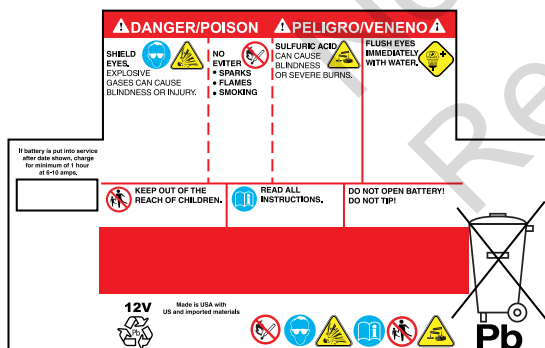 ⚠DANGER/POISON ⚠PELIGRO/VENENO⚠
SHIELD
EYES.
EXPLOSIVE
GASES CAN CAUSE
BLINDNESS OR INJURY.
NO
EVITER
• SPARKS
• FLAMES
• SMOKING
SULFURIC ACID
CAN CAUSE
BLINDNESS
OR SEVERE BURNS.
FLUSH EYES
IMMEDIATELY
WITH WATER.
If battery is put into service
after date shown, charge
for minimum of 1 hour
at 6-10 amps.
KEEP OUT OF THE
REACH OF CHILDREN.
READ ALL
INSTRUCTIONS.
DO NOT OPEN BATTERY!
DO NOT TIP!
12V
Pb
Made is USA with
US and imported materials
Pb